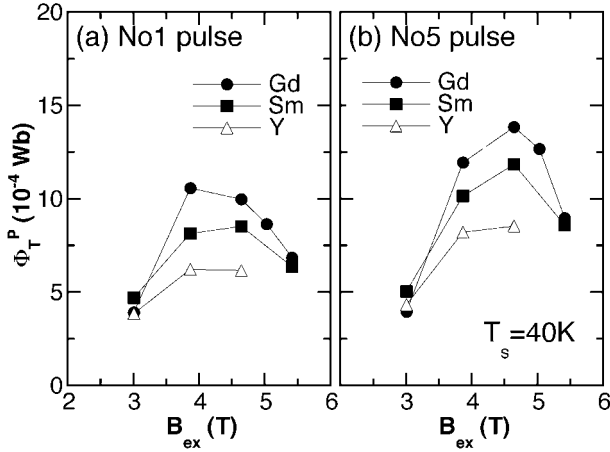 (a) No1 pulse
Gd
Sm
Y
(b) No5 pulse
Gd
Sm
Y
T_s=40K
Φ_T^P (10^-4 Wb)
20
15
10
5
0
2
3
4
5
6
3
4
5
6
B_ex (T)
B_ex (T)